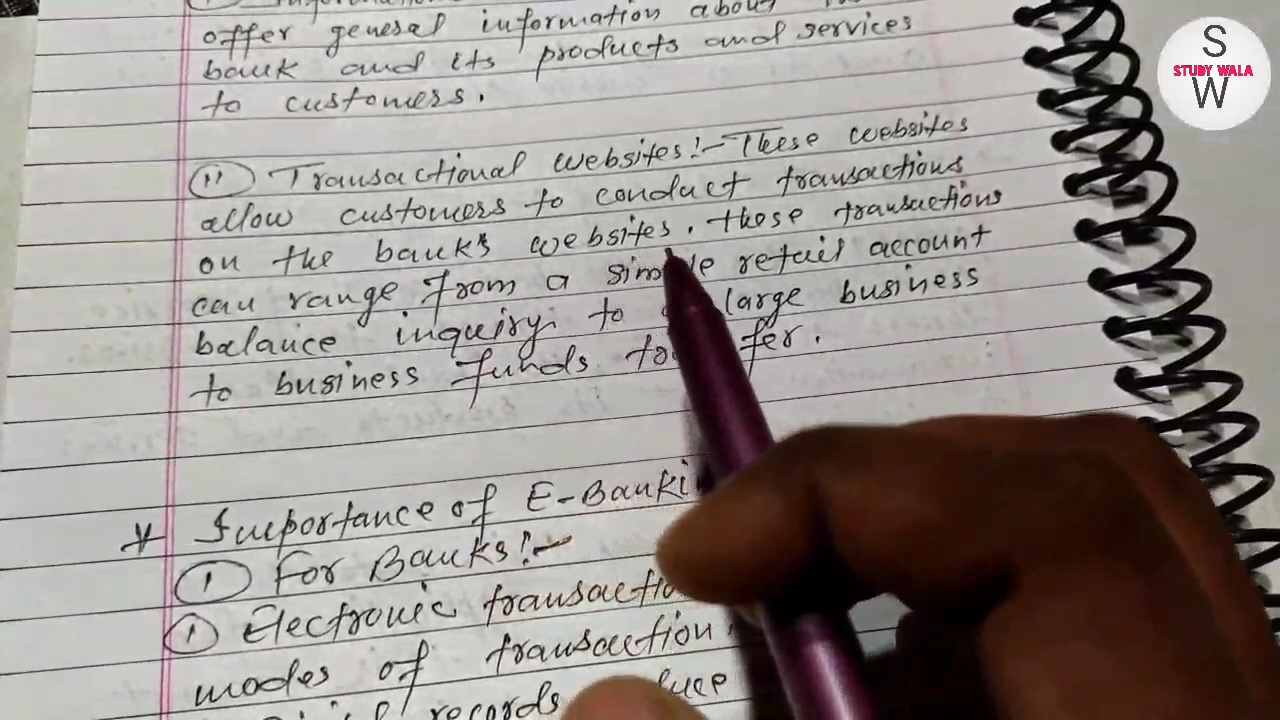 offer general information about
bank and its products and services
to customers.
(ii) Transactional websites:- These websites
allow customers to conduct transactions
on the bank's websites. These transactions
can range from a simple retail account
balance inquiry to large business
to business funds transfer.
* Importance of E-Banki
(1) For Banks:-
(1) Electronic transactio
modes of transaction.
records
S
STUDY WALA
W